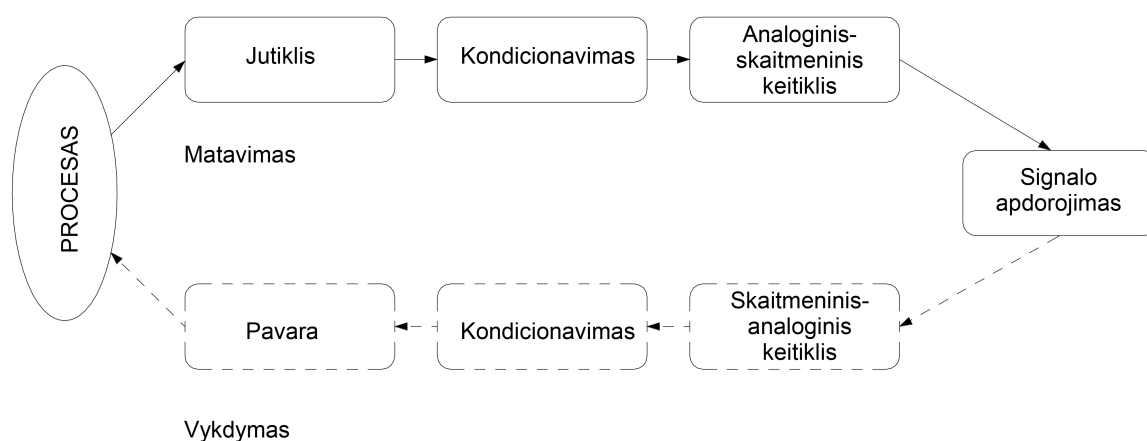 Jutiklis
Kondicionavimas
Analoginis-
skaitmeninis
keitiklis
PROCESAS
Matavimas
Signalo
apdorojimas
Pavara
Kondicionavimas
Skaitmeninis-
analoginis
keitiklis
Vykdymas